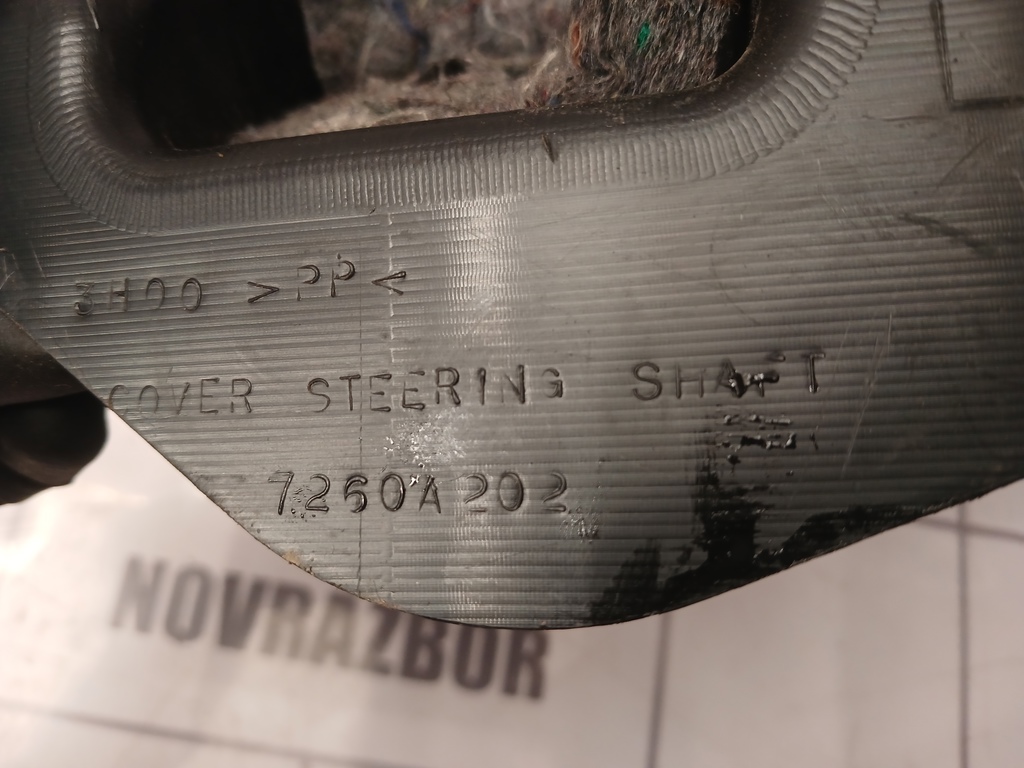 3H00 >PP<
COVER STEERING SHAFT
7260A202
NOVRAZBOR